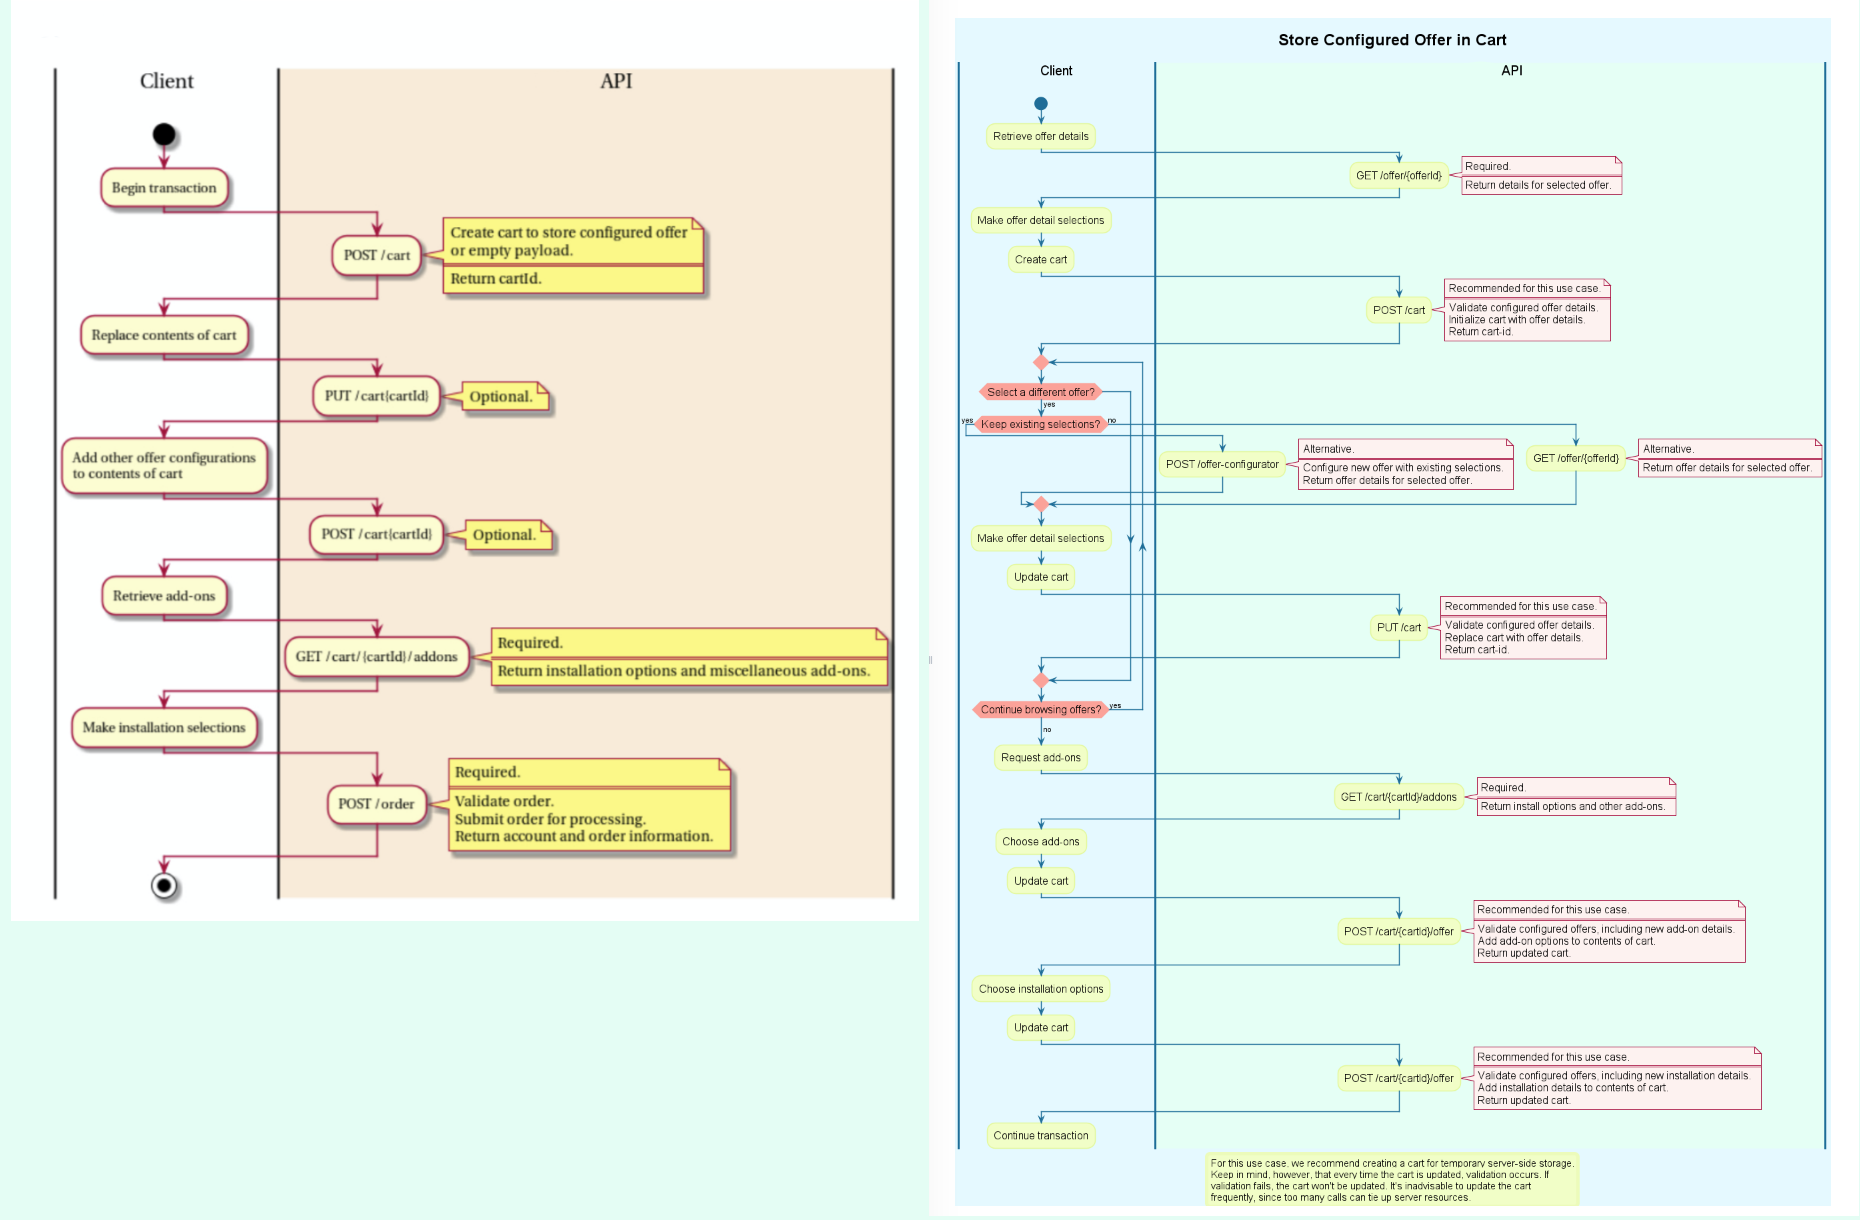 Client
API
Begin transaction
POST /cart
Create cart to store configured offer
or empty payload.
Return cartId.
Replace contents of cart
PUT /cart{cartId}
Optional.
Add other offer configurations
to contents of cart
POST /cart{cartId}
Optional.
Retrieve add-ons
GET /cart/{cartId}/addons
Required.
Return installation options and miscellaneous add-ons.
Make installation selections
POST /order
Required.
Validate order.
Submit order for processing.
Return account and order information.
Store Configured Offer in Cart
Client
API
Retrieve offer details
GET /offer/{offerId}
Required.
Return details for selected offer.
Make offer detail selections
Create cart
POST /cart
Recommended for this use case.
Validate configured offer details.
Initialize cart with offer details.
Return cart-id.
Select a different offer?
yes
yes
Keep existing selections?
no
POST /offer-configurator
Alternative.
Configure new offer with existing selections.
Return offer details for selected offer.
GET /offer/{offerId}
Alternative.
Return offer details for selected offer.
Make offer detail selections
Update cart
PUT /cart
Recommended for this use case.
Validate configured offer details.
Replace cart with offer details.
Return cart-id.
Continue browsing offers?
yes
no
Request add-ons
GET /cart/{cartId}/addons
Required.
Return install options and other add-ons.
Choose add-ons
Update cart
POST /cart/{cartId}/offer
Recommended for this use case.
Validate configured offers, including new add-on details.
Add add-on options to contents of cart.
Return updated cart.
Choose installation options
Update cart
POST /cart/{cartId}/offer
Recommended for this use case.
Validate configured offers, including new installation details.
Add installation details to contents of cart.
Return updated cart.
Continue transaction
For this use case, we recommend creating a cart for temporary server-side storage.
Keep in mind, however, that every time the cart is updated, validation occurs. If
validation fails, the cart won't be updated. It's inadvisable to update the cart
frequently, since too many calls can tie up server resources.